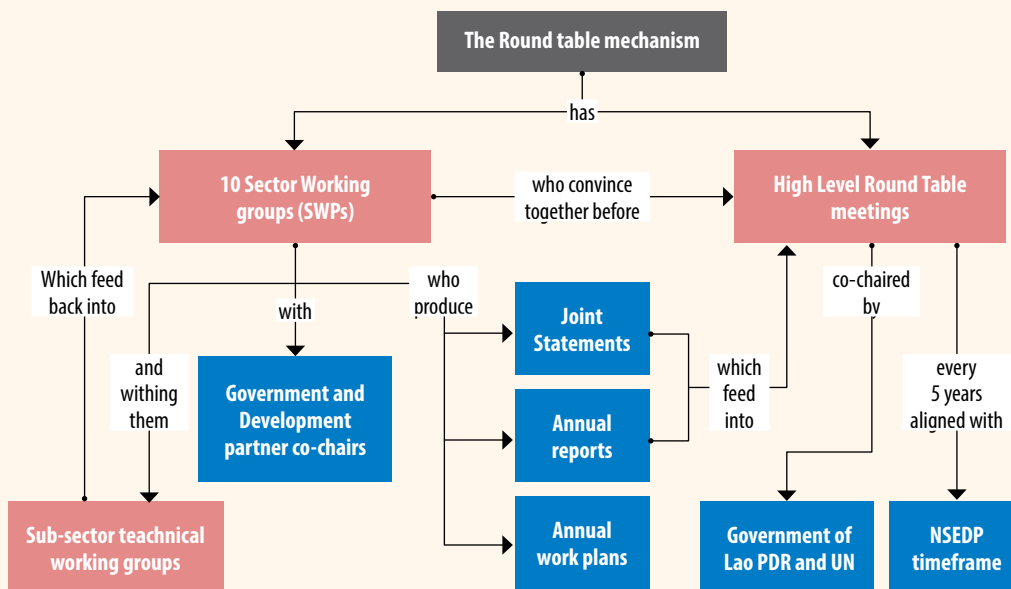 The Round table mechanism
has
10 Sector Working
groups (SWPs)
who convince
together before
High Level Round Table
meetings
Which feed
back into
and
withing
them
with
who
produce
co-chaired
by
every
5 years
aligned with
Joint
Statements
Government and
Development
partner co-chairs
which
feed
into
Annual
reports
Sub-sector teachnical
working groups
Annual
work plans
Government of
Lao PDR and UN
NSEDP
timeframe